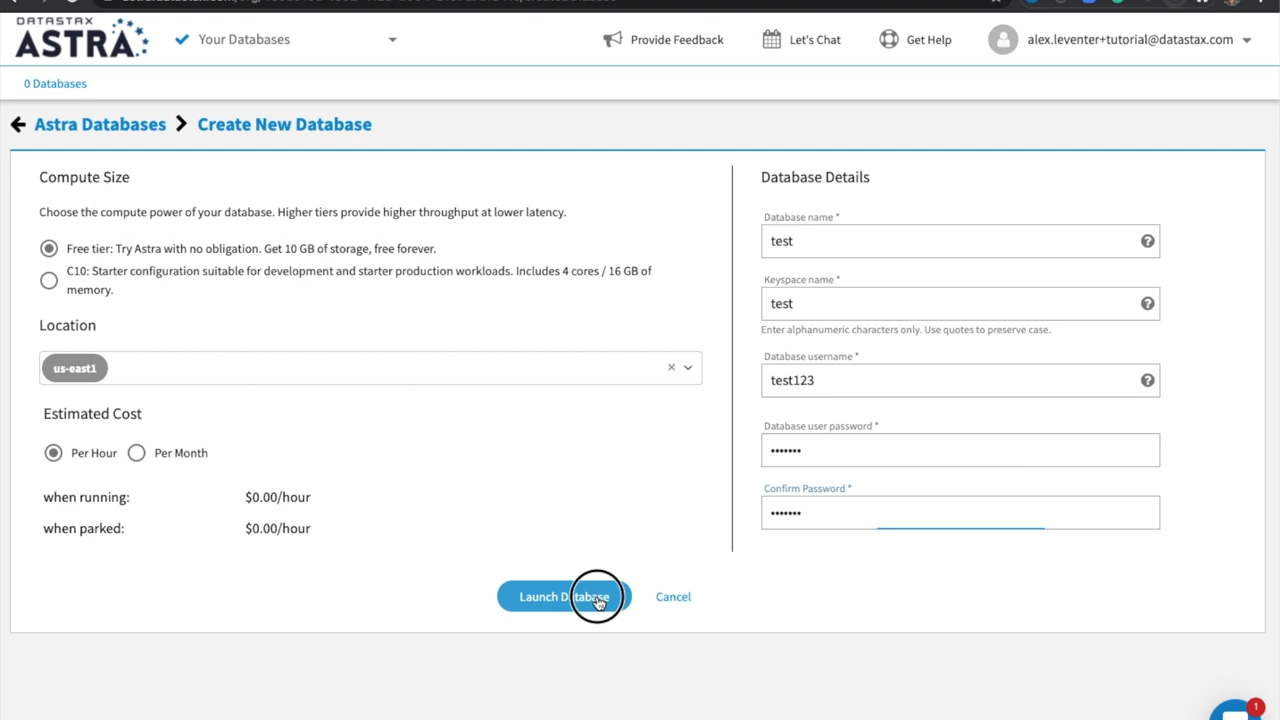 DATASTAX
ASTRA
Your Databases
Provide Feedback
Let's Chat
Get Help
alex.leventer+tutorial@datastax.com
0 Databases
Astra Databases
Create New Database
Compute Size
Choose the compute power of your database. Higher tiers provide higher throughput at lower latency.
Free tier: Try Astra with no obligation. Get 10 GB of storage, free forever.
C10: Starter configuration suitable for development and starter production workloads. Includes 4 cores / 16 GB of
memory.
Location
us-east1
Estimated Cost
Per Hour
Per Month
when running: $0.00/hour
when parked: $0.00/hour
Database Details
Database name *
test
Keyspace name *
test
Enter alphanumeric characters only. Use quotes to preserve case.
Database username *
test123
Database user password *
•••••••
Confirm Password *
•••••••
Launch Database
Cancel
1